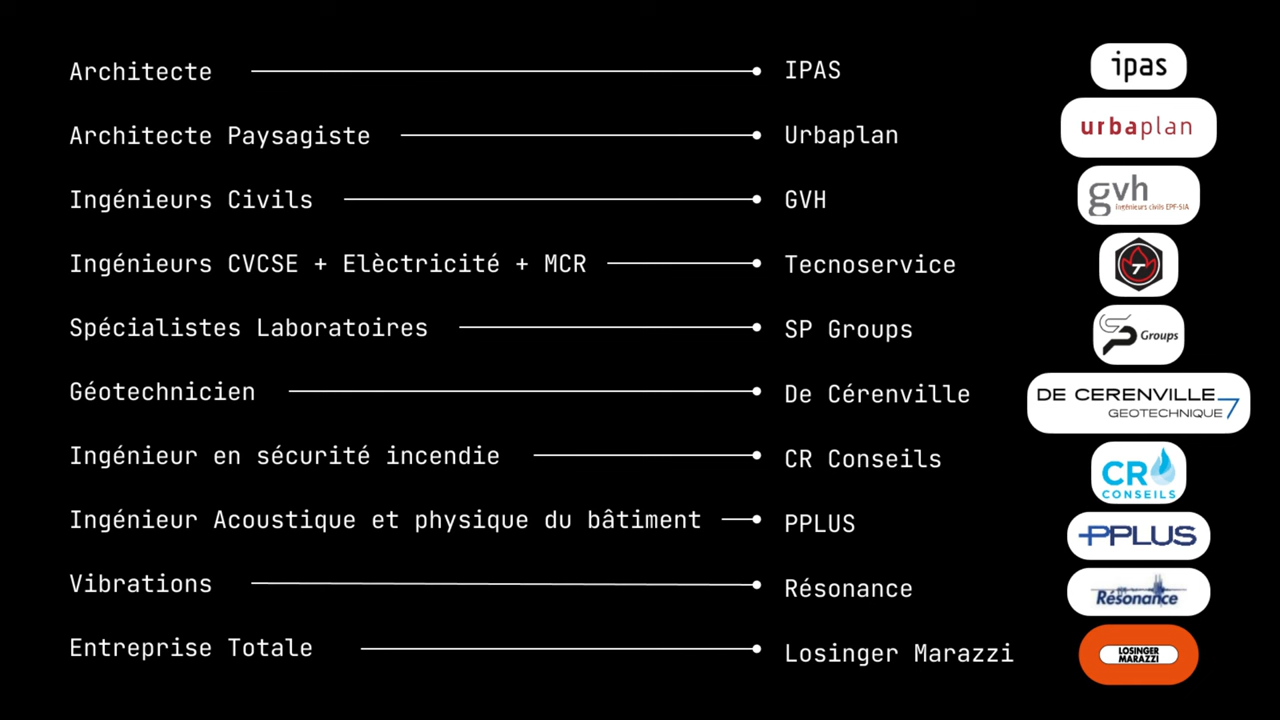 Architecte IPAS ipas
Architecte Paysagiste Urbaplan urbaplan
Ingénieurs Civils GVH gvh
Ingénieurs civils EPF-SIA
Ingénieurs CVCSE + Elèctricité + MCR Tecnoservice T
Spécialistes Laboratoires SP Groups SP Groups
Géotechnicien De Cérenville DE CERENVILLE
GEOTECHNIQUE 7
Ingénieur en sécurité incendie CR Conseils CR
CONSEILS
Ingénieur Acoustique et physique du bâtiment PPLUS PPLUS
Vibrations Résonance Résonance
Entreprise Totale Losinger Marazzi LOSINGER
MARAZZI